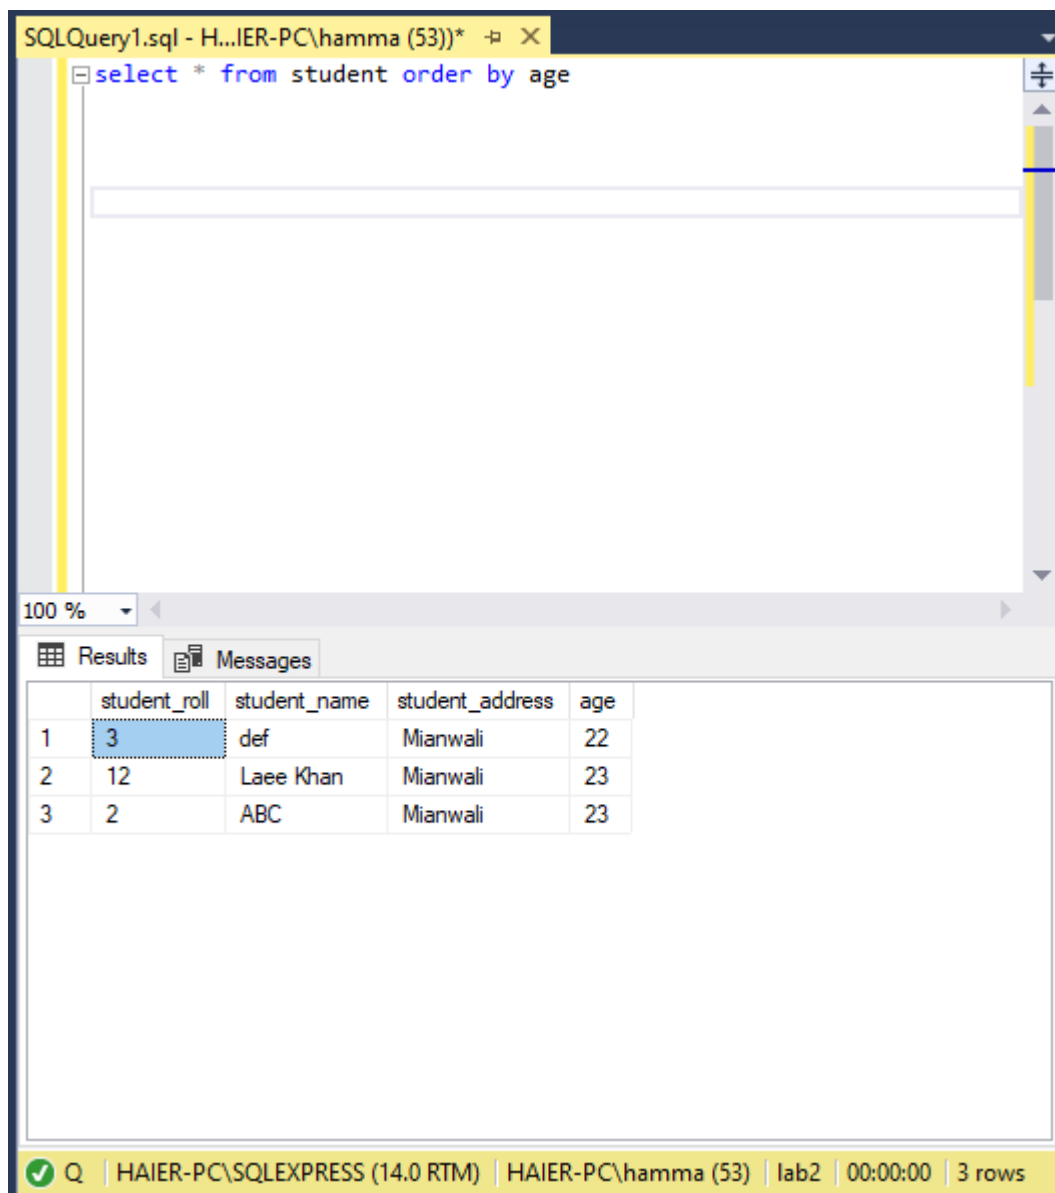 SQLQuery1.sql - H...IER-PC\hamma (53))*
select * from student order by age
100 %
Results Messages
student_roll student_name student_address age
1 3 def Mianwali 22
2 12 Laee Khan Mianwali 23
3 2 ABC Mianwali 23
Q HAIER-PC\SQLEXPRESS (14.0 RTM) HAIER-PC\hamma (53) lab2 00:00:00 3 rows